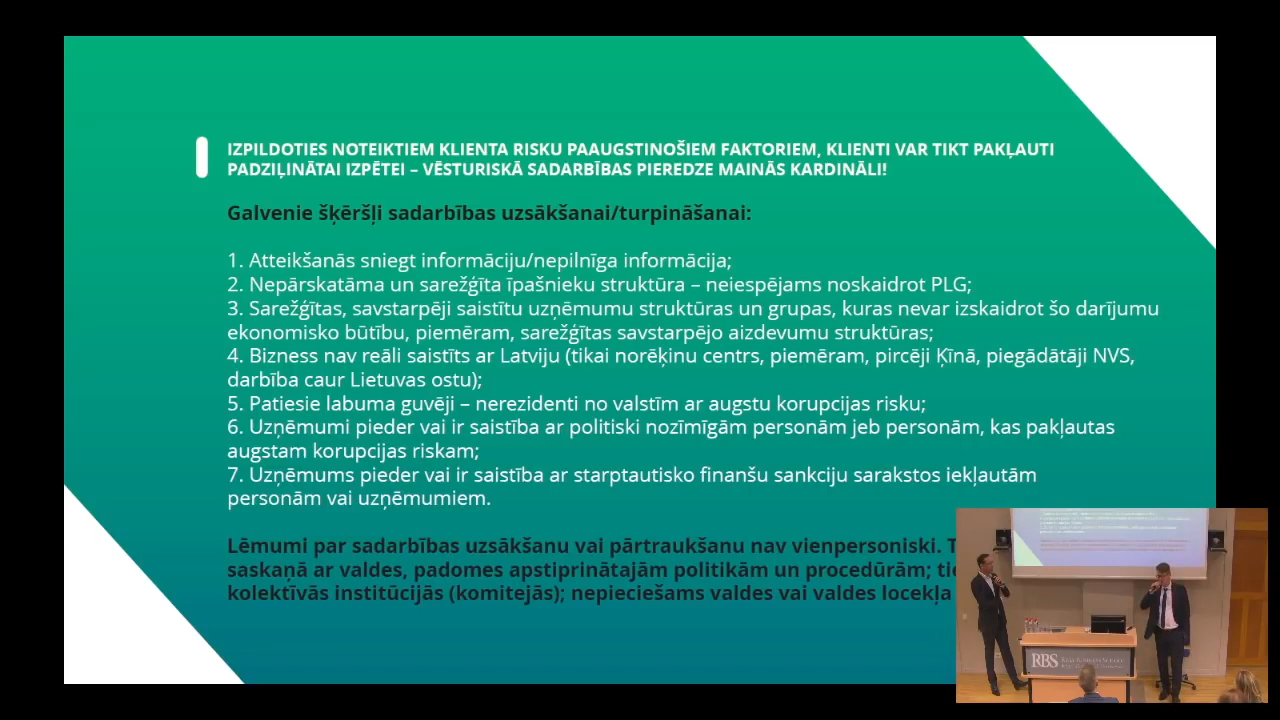 IZPILDOTIES NOTEIKTIEM KLIENTA RISKU PAAUGSTINOŠIEM FAKTORIEM, KLIENTI VAR TIKT PAKĻAUTI
PADZIĻINĀTAI IZPĒTEI – VĒSTURISKĀ SADARBĪBAS PIEREDZE MAINĀS KARDINĀLI!
Galvenie šķēršļi sadarbības uzsākšanai/turpināšanai:
1. Atteikšanās sniegt informāciju/nepilnīga informācija;
2. Nepārskatāma un sarežģīta īpašnieku struktūra – neiespējams noskaidrot PLG;
3. Sarežģītas, savstarpēji saistītu uzņēmumu struktūras un grupas, kuras nevar izskaidrot šo darījumu
ekonomisko būtību, piemēram, sarežģītas savstarpējo aizdevumu struktūras;
4. Bizness nav reāli saistīts ar Latviju (tikai norēķinu centrs, piemēram, pircēji Ķīnā, piegādātāji NVS,
darbība caur Lietuvas ostu);
5. Patiesie labuma guvēji – nerezidenti no valstīm ar augstu korupcijas risku;
6. Uzņēmumi pieder vai ir saistība ar politiski nozīmīgām personām jeb personām, kas pakļautas
augstam korupcijas riskam;
7. Uzņēmums pieder vai ir saistība ar starptautisko finanšu sankciju sarakstos iekļautām
personām vai uzņēmumiem.
Lēmumi par sadarbības uzsākšanu vai pārtraukšanu nav vienpersoniski.
saskaņā ar valdes, padomes apstiprinātajām politikām un procedūrām;
kolektīvās institūcijās (komitejās); nepieciešams valdes vai valdes locekļa
RBS